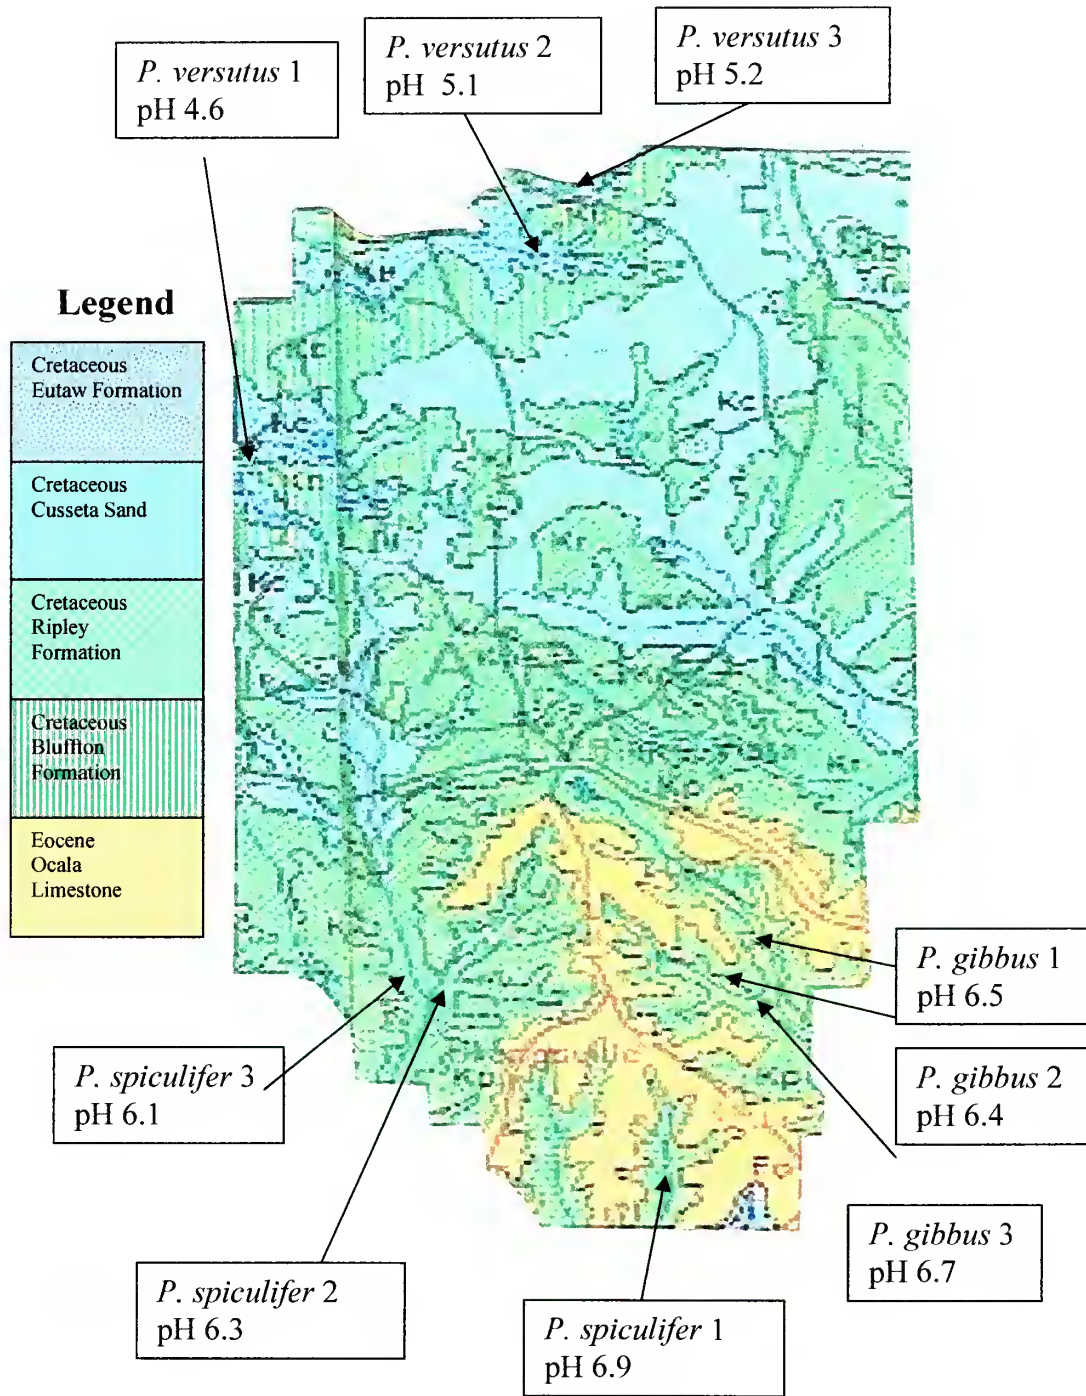 P. versutus 1
pH 4.6
P. versutus 2
pH 5.1
P. versutus 3
pH 5.2
Legend
Cretaceous
Eutaw Formation
Cretaceous
Cusseta Sand
Cretaceous
Ripley
Formation
Cretaceous
Bluffton
Formation
Eocene
Ocala
Limestone
Kc
P. gibbus 1
pH 6.5
P. gibbus 2
pH 6.4
P. gibbus 3
pH 6.7
P. spiculifer 3
pH 6.1
P. spiculifer 2
pH 6.3
P. spiculifer 1
pH 6.9